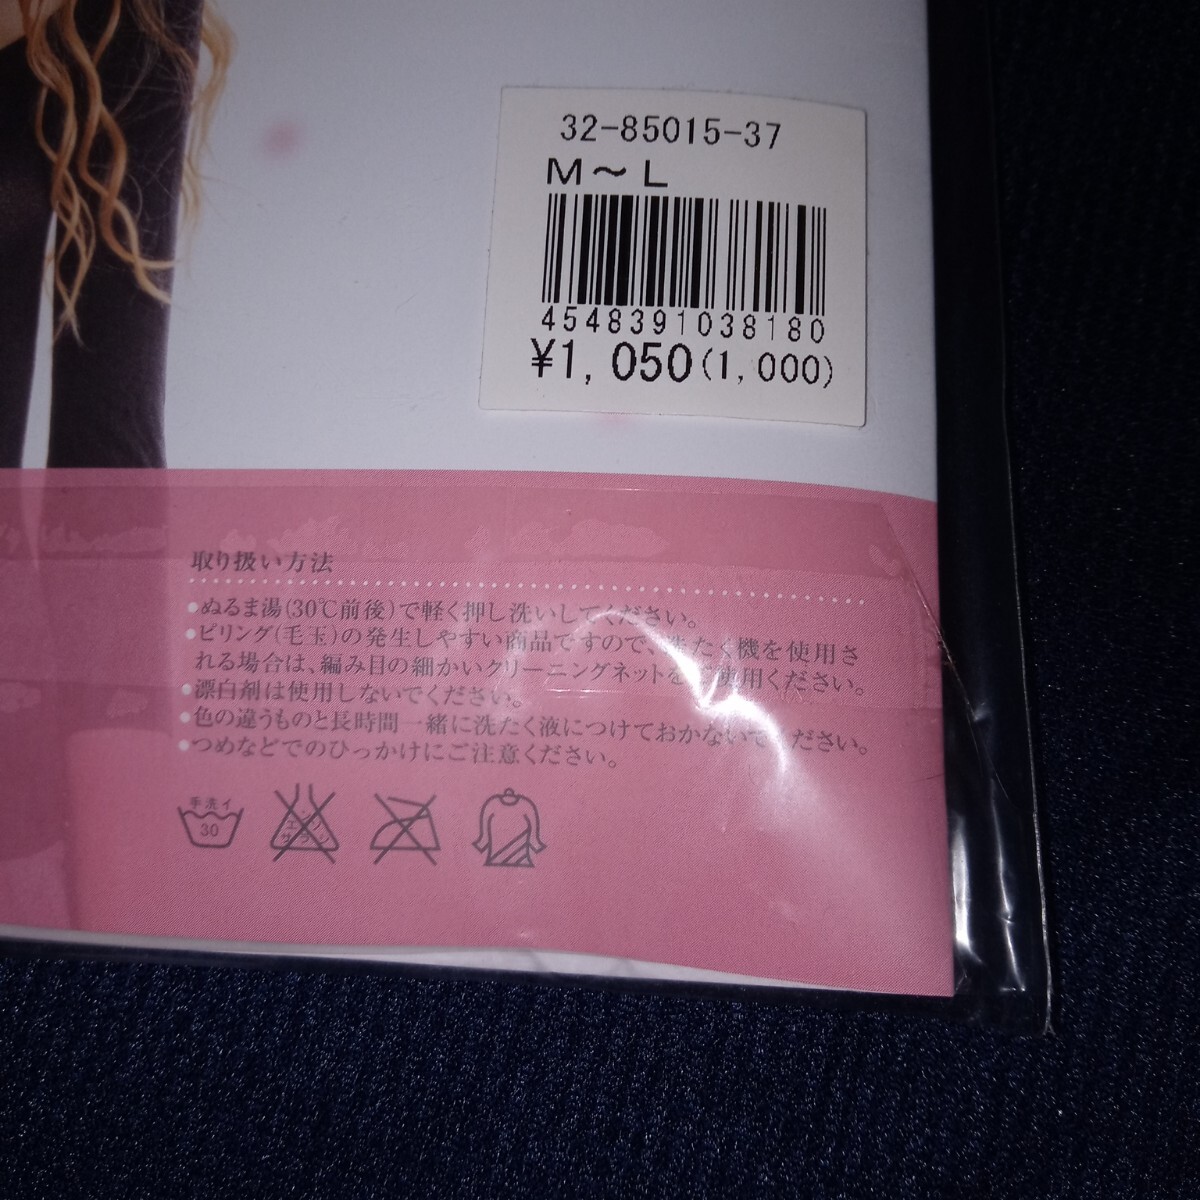 32-85015-37
M～L
4548391038180
¥1,050(1,000)
取り扱い方法
●ぬるま湯(30℃前後)で軽く押し洗いしてください。
●ピリング(毛玉)の発生しやすい商品ですので、洗たく機を使用さ
れる場合は、編み目の細かいクリーニングネットをご使用ください。
●漂白剤は使用しないでください。
●色の違うものと長時間一緒に洗たく液につけておかないでください。
●つめなどでのひっかけにご注意ください。
手洗イ
30
エンソ
サラシ